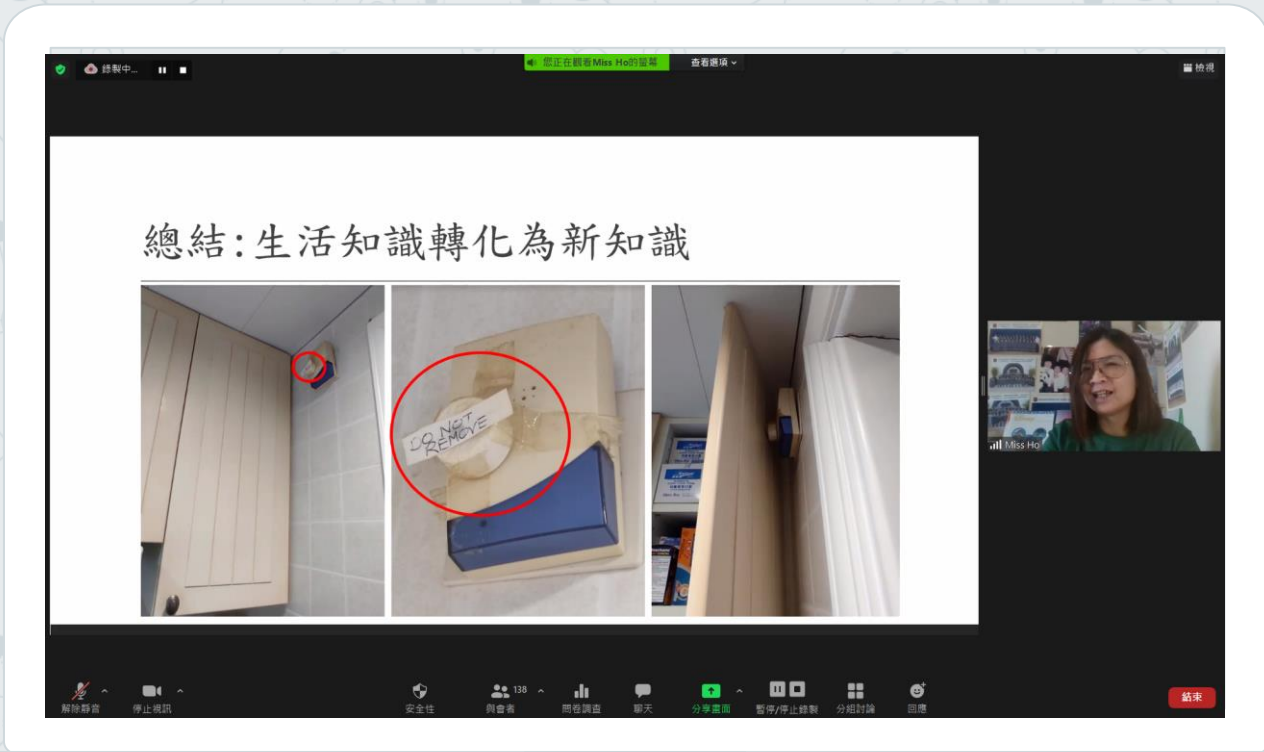 錄製中...
您正在觀看Miss Ho的螢幕
查看選項
檢視
總結:生活知識轉化為新知識
DO NOT
REMOVE
Miss Ho
解除靜音
停止視訊
安全性
與會者
138
問卷調查
聊天
分享畫面
暫停/停止錄製
分組討論
回應
結束